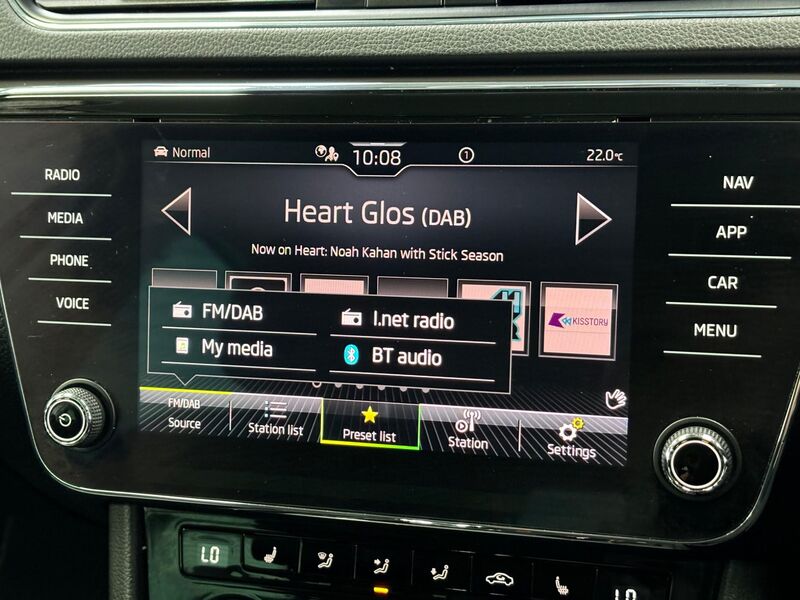 Normal
10:08
1
22.0°C
RADIO
MEDIA
PHONE
VOICE
NAV
APP
CAR
MENU
Heart Glos (DAB)
Now on Heart: Noah Kahan with Stick Season
KISSTORY
FM/DAB
I.net radio
My media
BT audio
FM/DAB
Source
Station list
Preset list
Station
Settings
LO
LO